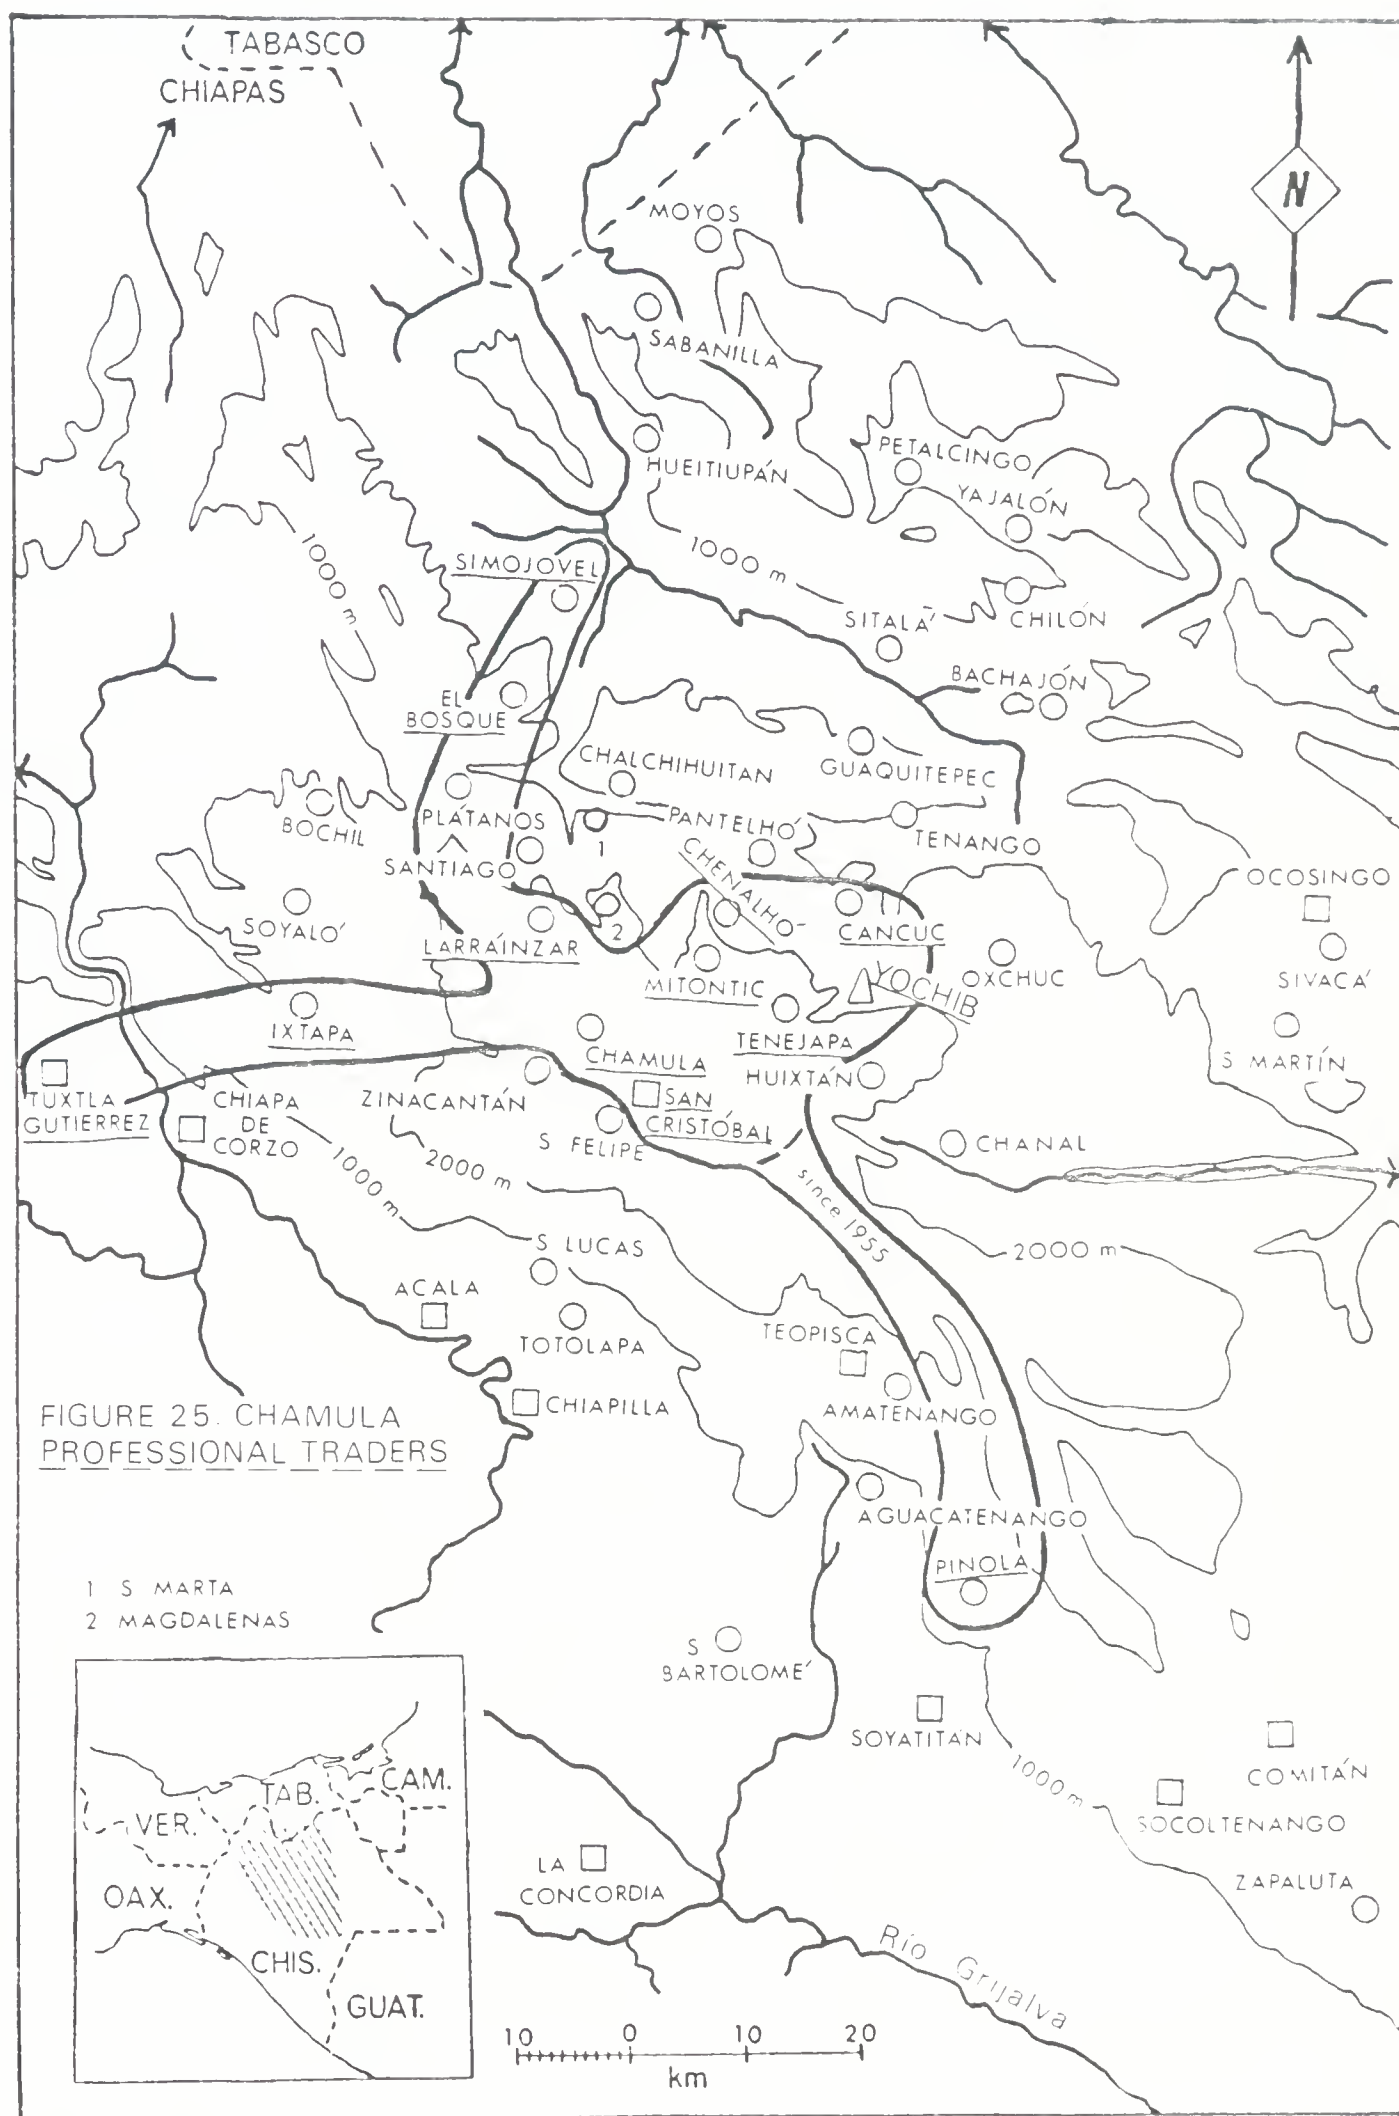 TABASCO
CHIAPAS
N
MOYOS
SABANILLA
HUEITIUPÁN
PETALCINGO
YAJALÓN
1000 m
1000 m
SIMOJOVEL
SITALÁ
CHILÓN
BACHAJÓN
EL
BOSQUE
CHALCHIHUITAN
GUAQUITEPEC
BOCHIL
PLÁTANOS
PANTELHÓ
TENANGO
1
SANTIAGO
CHENALHO-
OCOSINGO
SOYALÓ
2
LARRAÍNZAR
CANCUC
MITONTIC
YOCHIB
OXCHUC
SIVACÁ
IXTAPA
CHAMULA
TENEJAPA
S MARTÍN
HUIXTÁN
TUXTLA
GUTIERREZ
CHIAPA
DE
CORZO
ZINACANTÁN
SAN
CRISTÓBAL
S FELIPE
CHANAL
1000 m
2000 m
since 1955
2000 m
S LUCAS
ACALA
TOTOLAPA
TEOPISCA
CHIAPILLA
AMATENANGO
FIGURE 25. CHAMULA
PROFESSIONAL TRADERS
AGUACATENANGO
PINOLA
1 S MARTA
2 MAGDALENAS
S
BARTOLOMÉ
SOYATITÁN
1000 m
COMITÁN
SOCOLTENANGO
ZAPALUTA
LA
CONCORDIA
Río Grijalva
VER.
TAB.
CAM.
OAX.
CHIS.
GUAT.
10 0 10 20
km